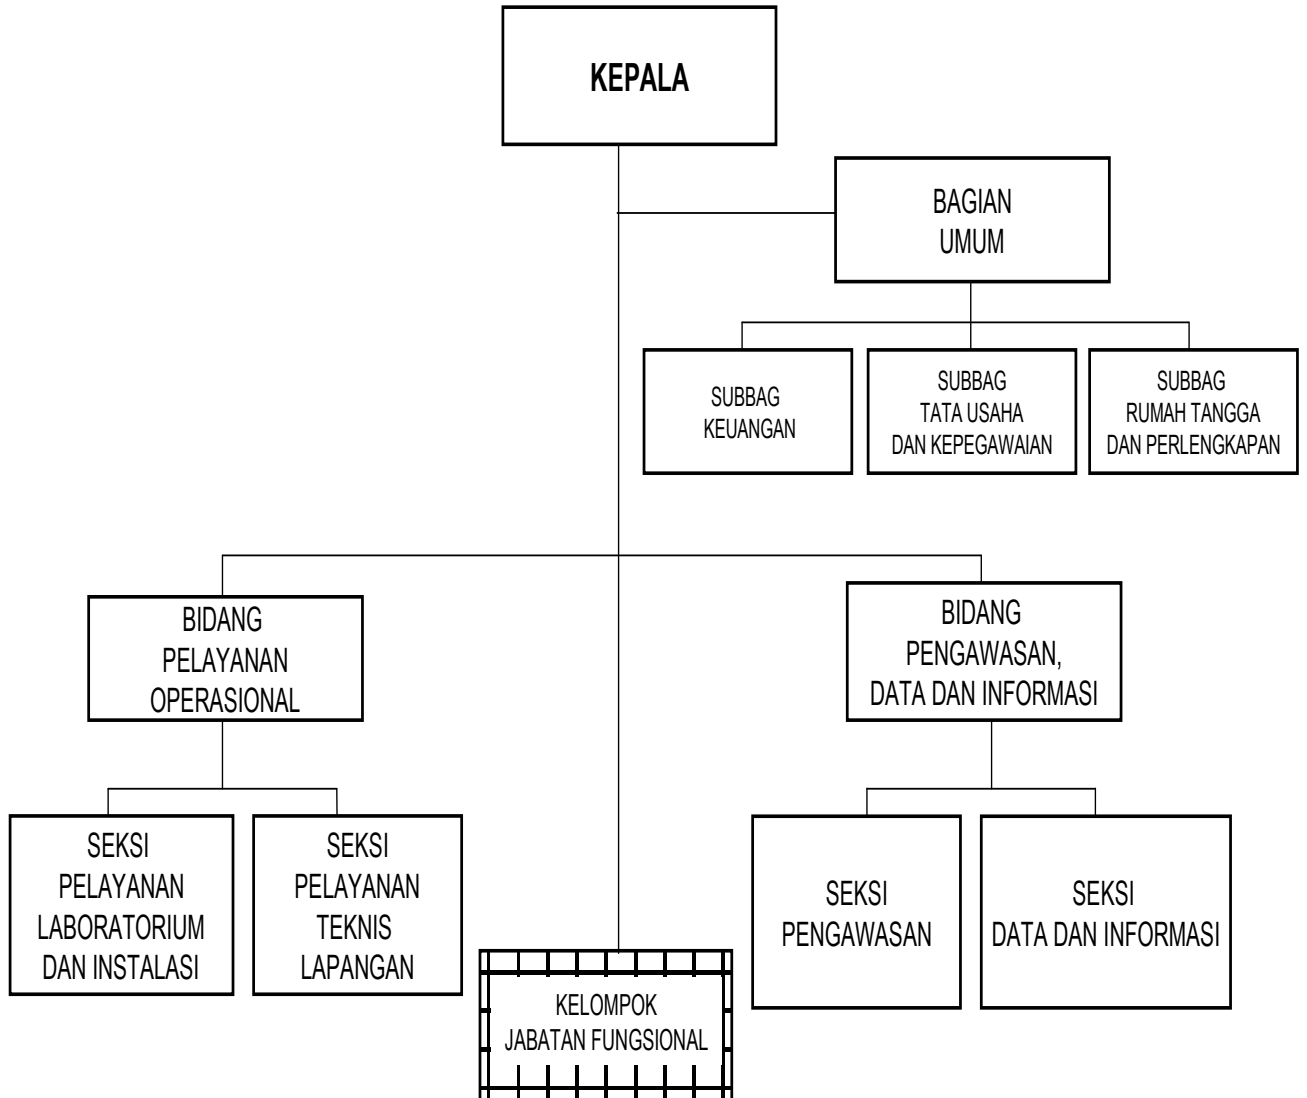 KEPALA
BAGIAN
UMUM
SUBBAG
KEUANGAN
SUBBAG
TATA USAHA
DAN KEPEGAWAIAN
SUBBAG
RUMAH TANGGA
DAN PERLENGKAPAN
BIDANG
PELAYANAN
OPERASIONAL
BIDANG
PENGAWASAN,
DATA DAN INFORMASI
SEKSI
PELAYANAN
LABORATORIUM
DAN INSTALASI
SEKSI
PELAYANAN
TEKNIS
LAPANGAN
SEKSI
PENGAWASAN
SEKSI
DATA DAN INFORMASI
KELOMPOK
JABATAN FUNGSIONAL